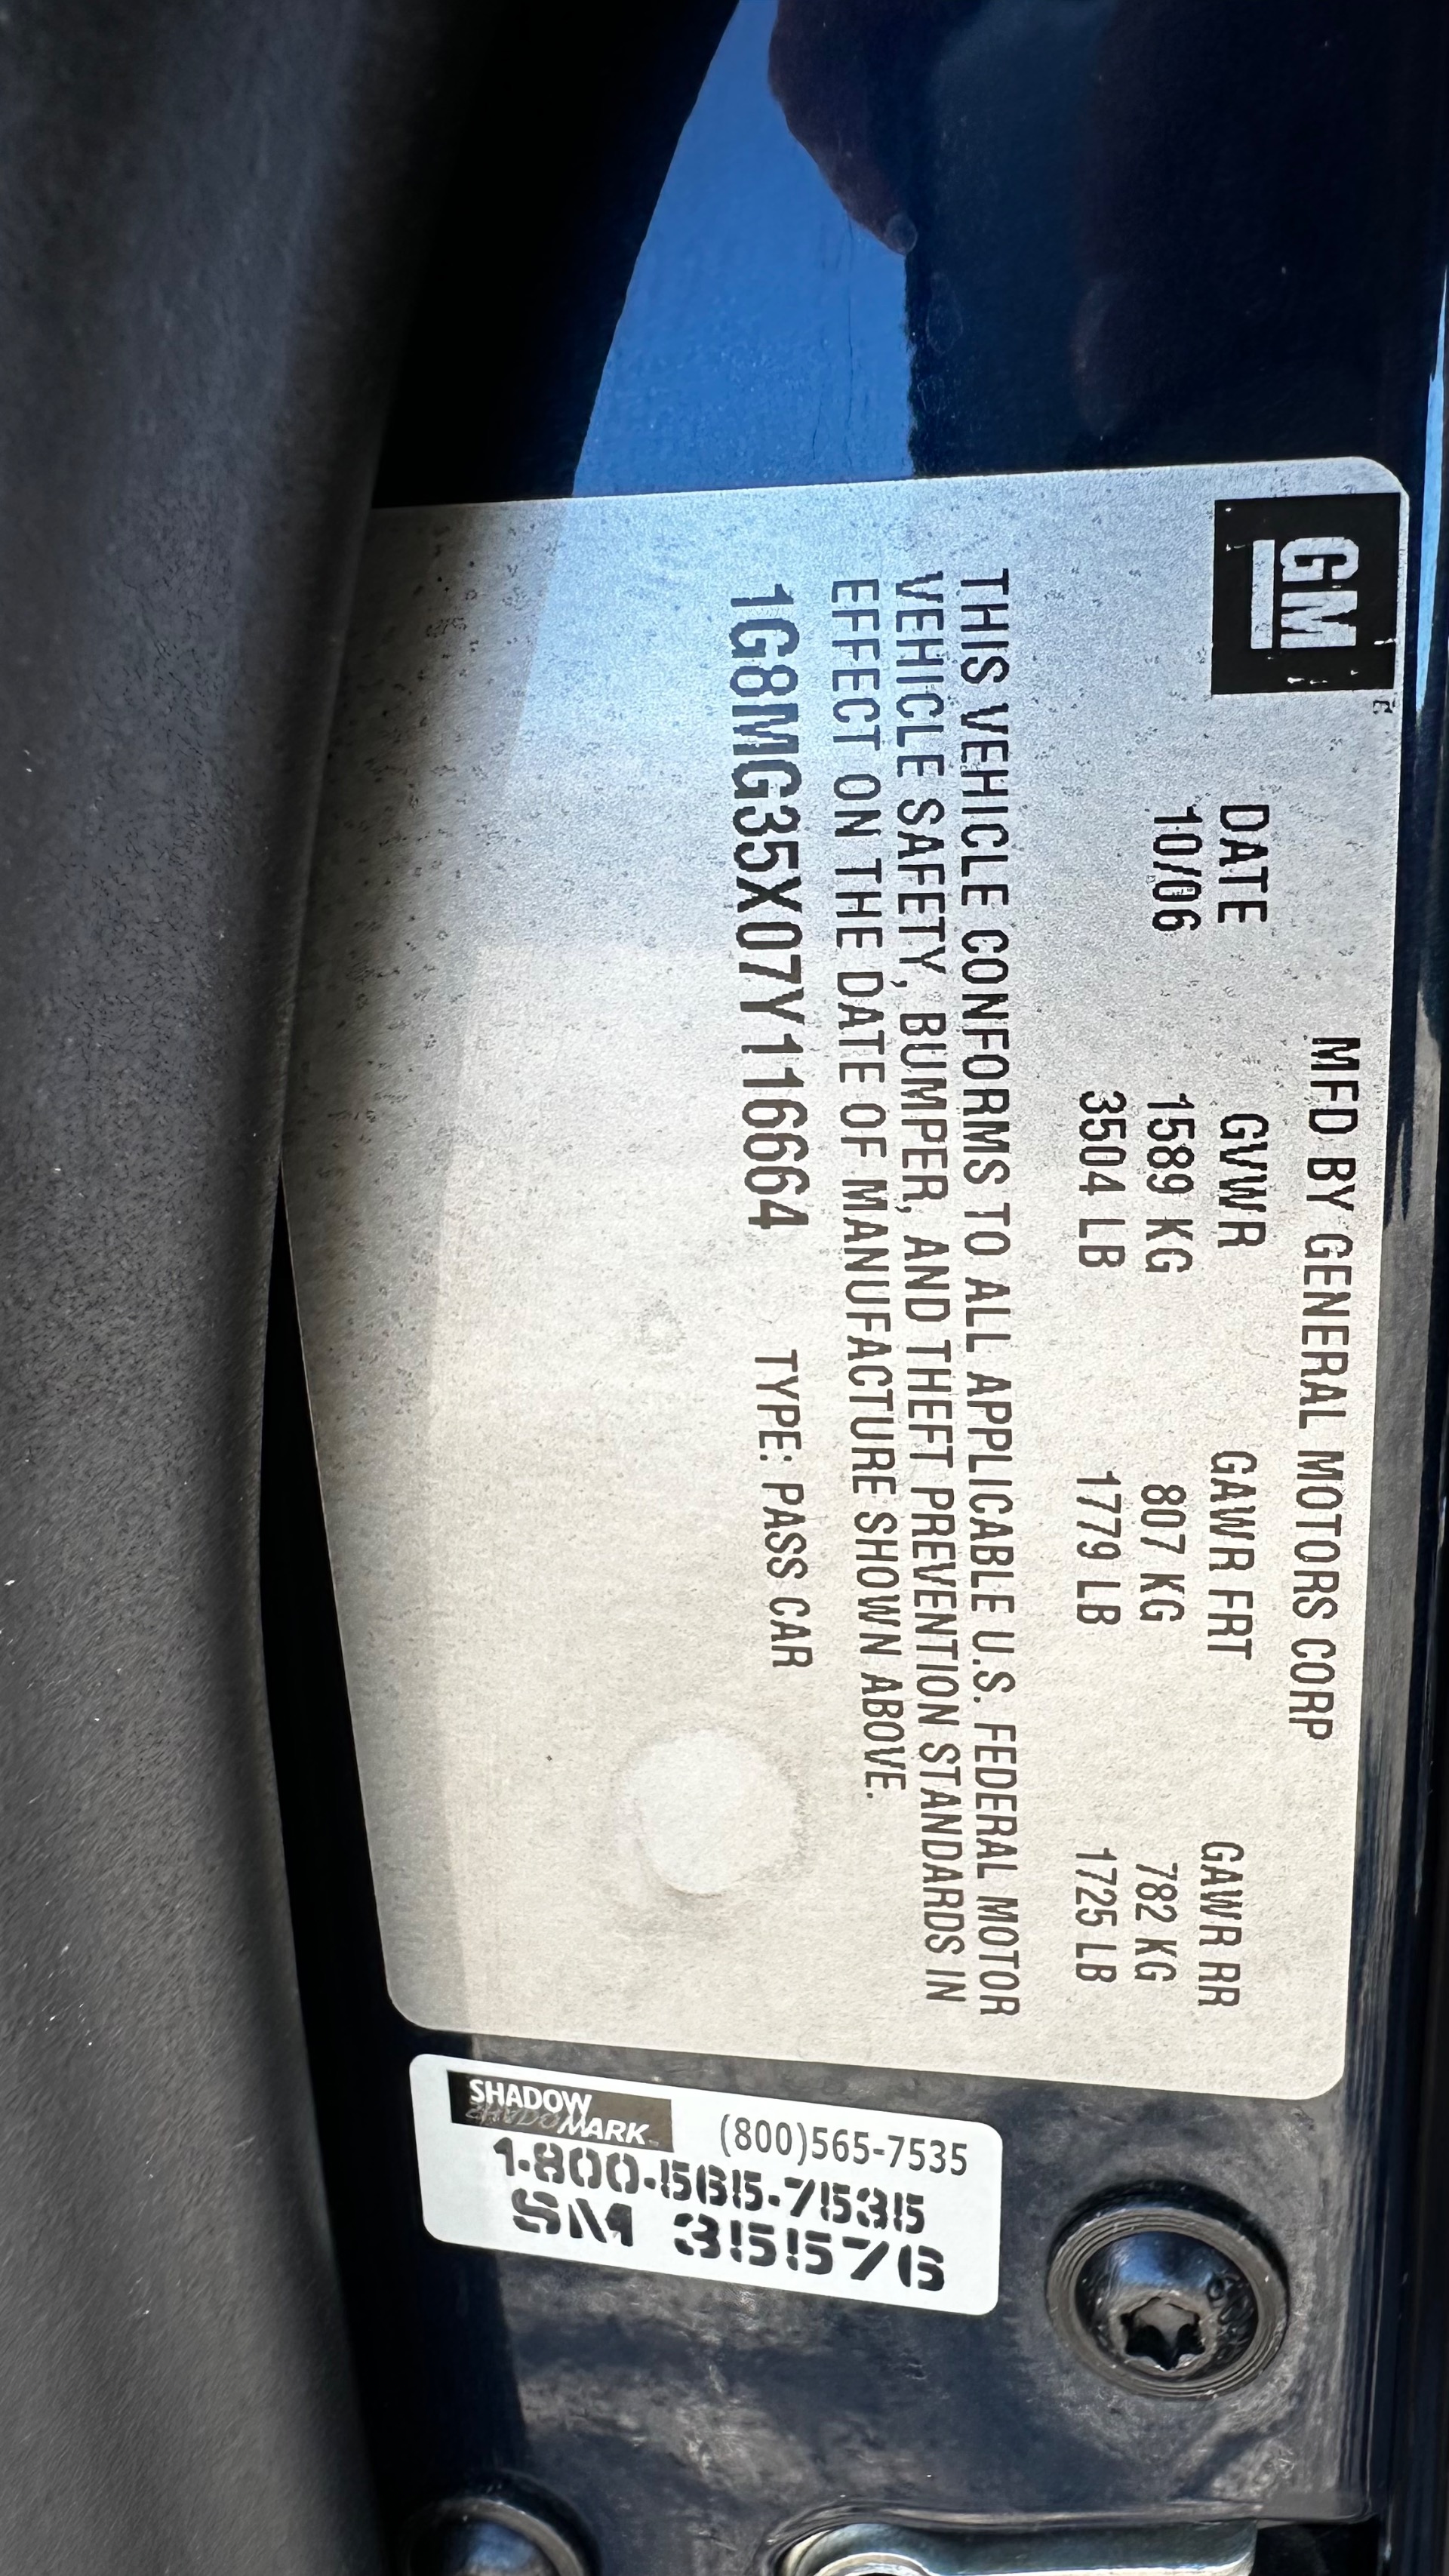 GM
MFD BY GENERAL MOTORS CORP
DATE GVWR GAWR FRT GAWR RR
10/06 1589 KG 807 KG 782 KG
3504 LB 1779 LB 1725 LB
THIS VEHICLE CONFORMS TO ALL APPLICABLE U.S. FEDERAL MOTOR
VEHICLE SAFETY, BUMPER, AND THEFT PREVENTION STANDARDS IN
EFFECT ON THE DATE OF MANUFACTURE SHOWN ABOVE.
1G8MG35X07Y116664 TYPE: PASS CAR
SHADOW
MARK
(800)565-7535
1-800-565-7535
SM 35576